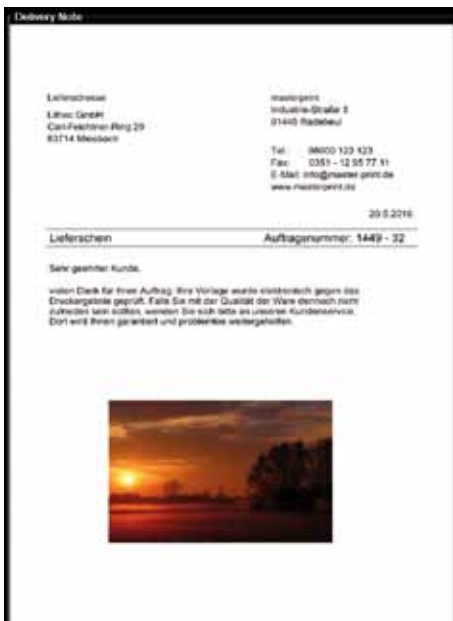 Delivery Note
Lieferadresse
Lithec GmbH
Carl-Feichtner-Ring 29
83714 Miesbach
masterprint
Industrie-Straße 3
01445 Radebeul
Tel: 08000 123 123
Fax: 0351 - 12 95 77 11
E-Mail: info@master-print.de
www.masterprint.de
20.5.2016
Lieferschein Auftragsnummer: 1449 - 32
Sehr geehrter Kunde,
vielen Dank für Ihren Auftrag. Ihre Vorlage wurde elektronisch gegen das
Druckergebnis geprüft. Falls Sie mit der Qualität der Ware dennoch nicht
zufrieden sein sollten, wenden Sie sich bitte an unseren Kundenservice.
Dort wird Ihnen garantiert und problemlos weitergeholfen.